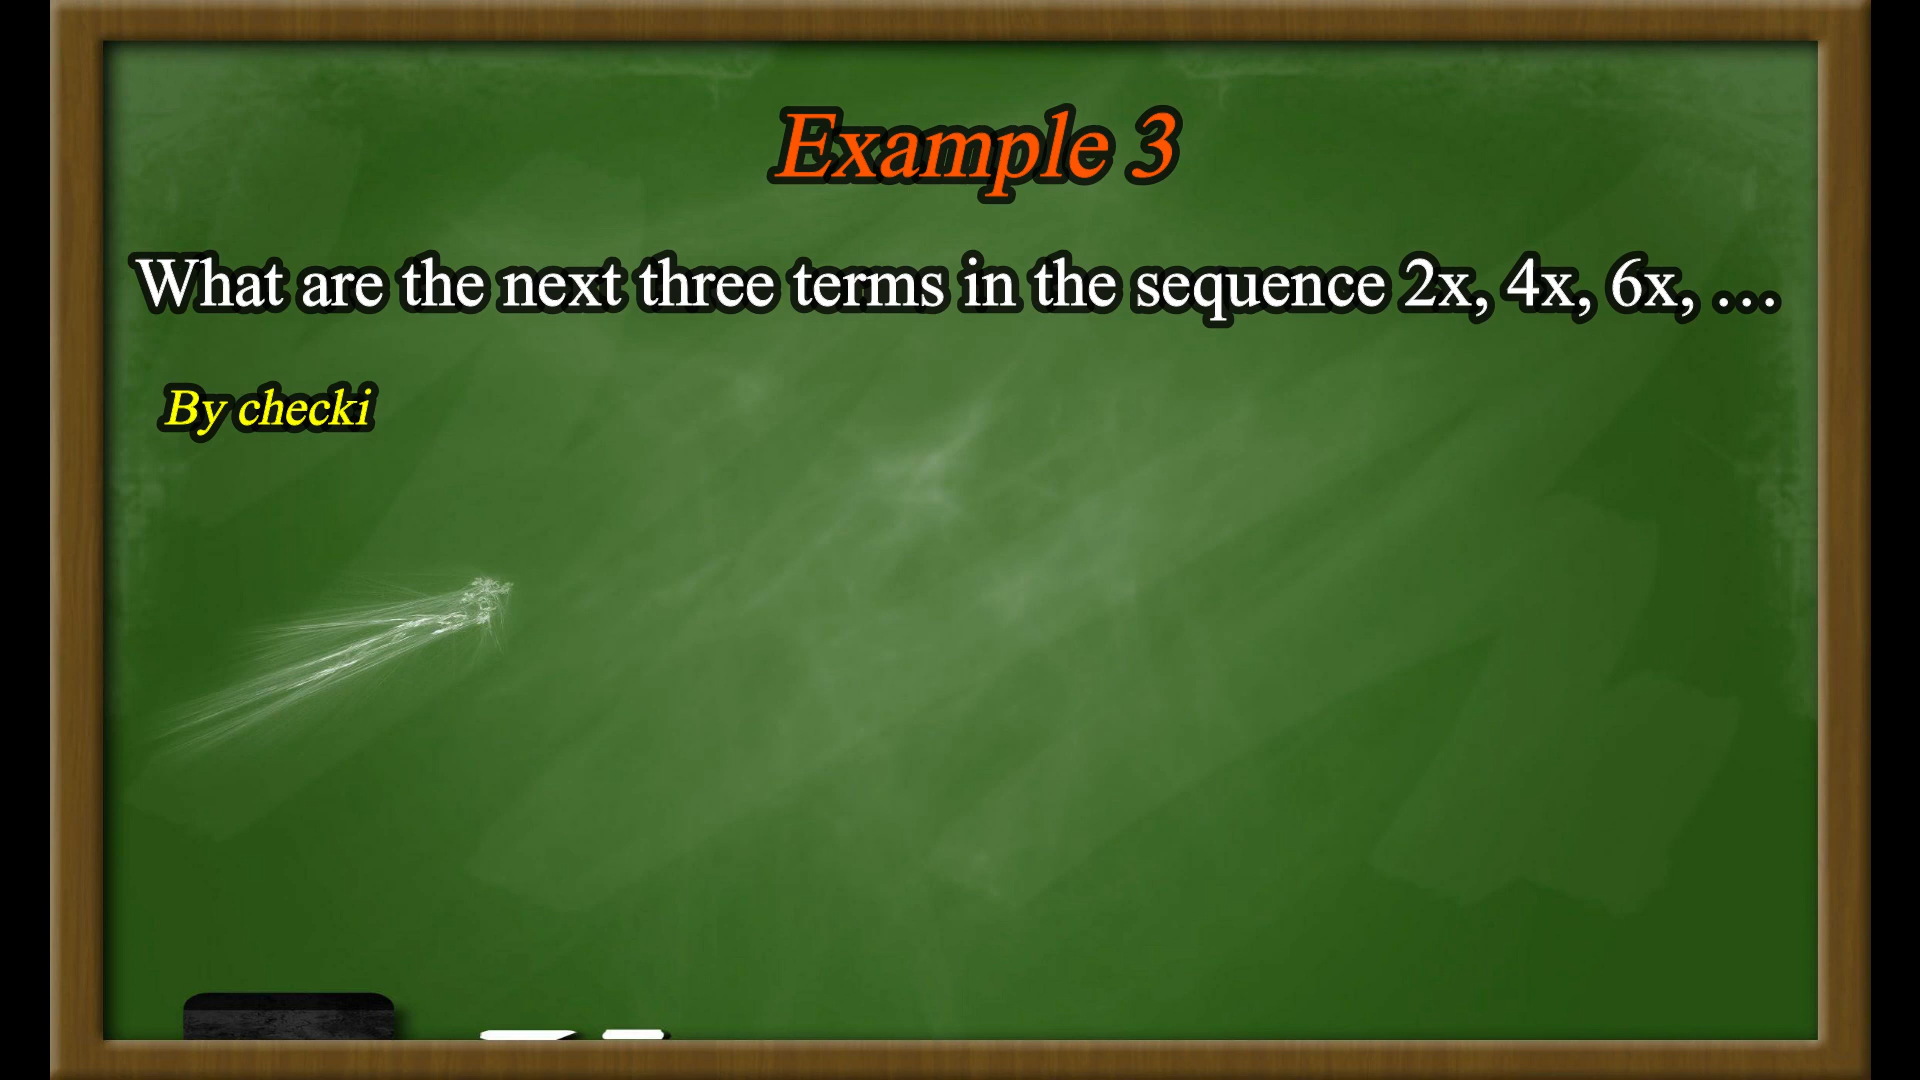 Example 3
What are the next three terms in the sequence 2x, 4x, 6x, …
By checki